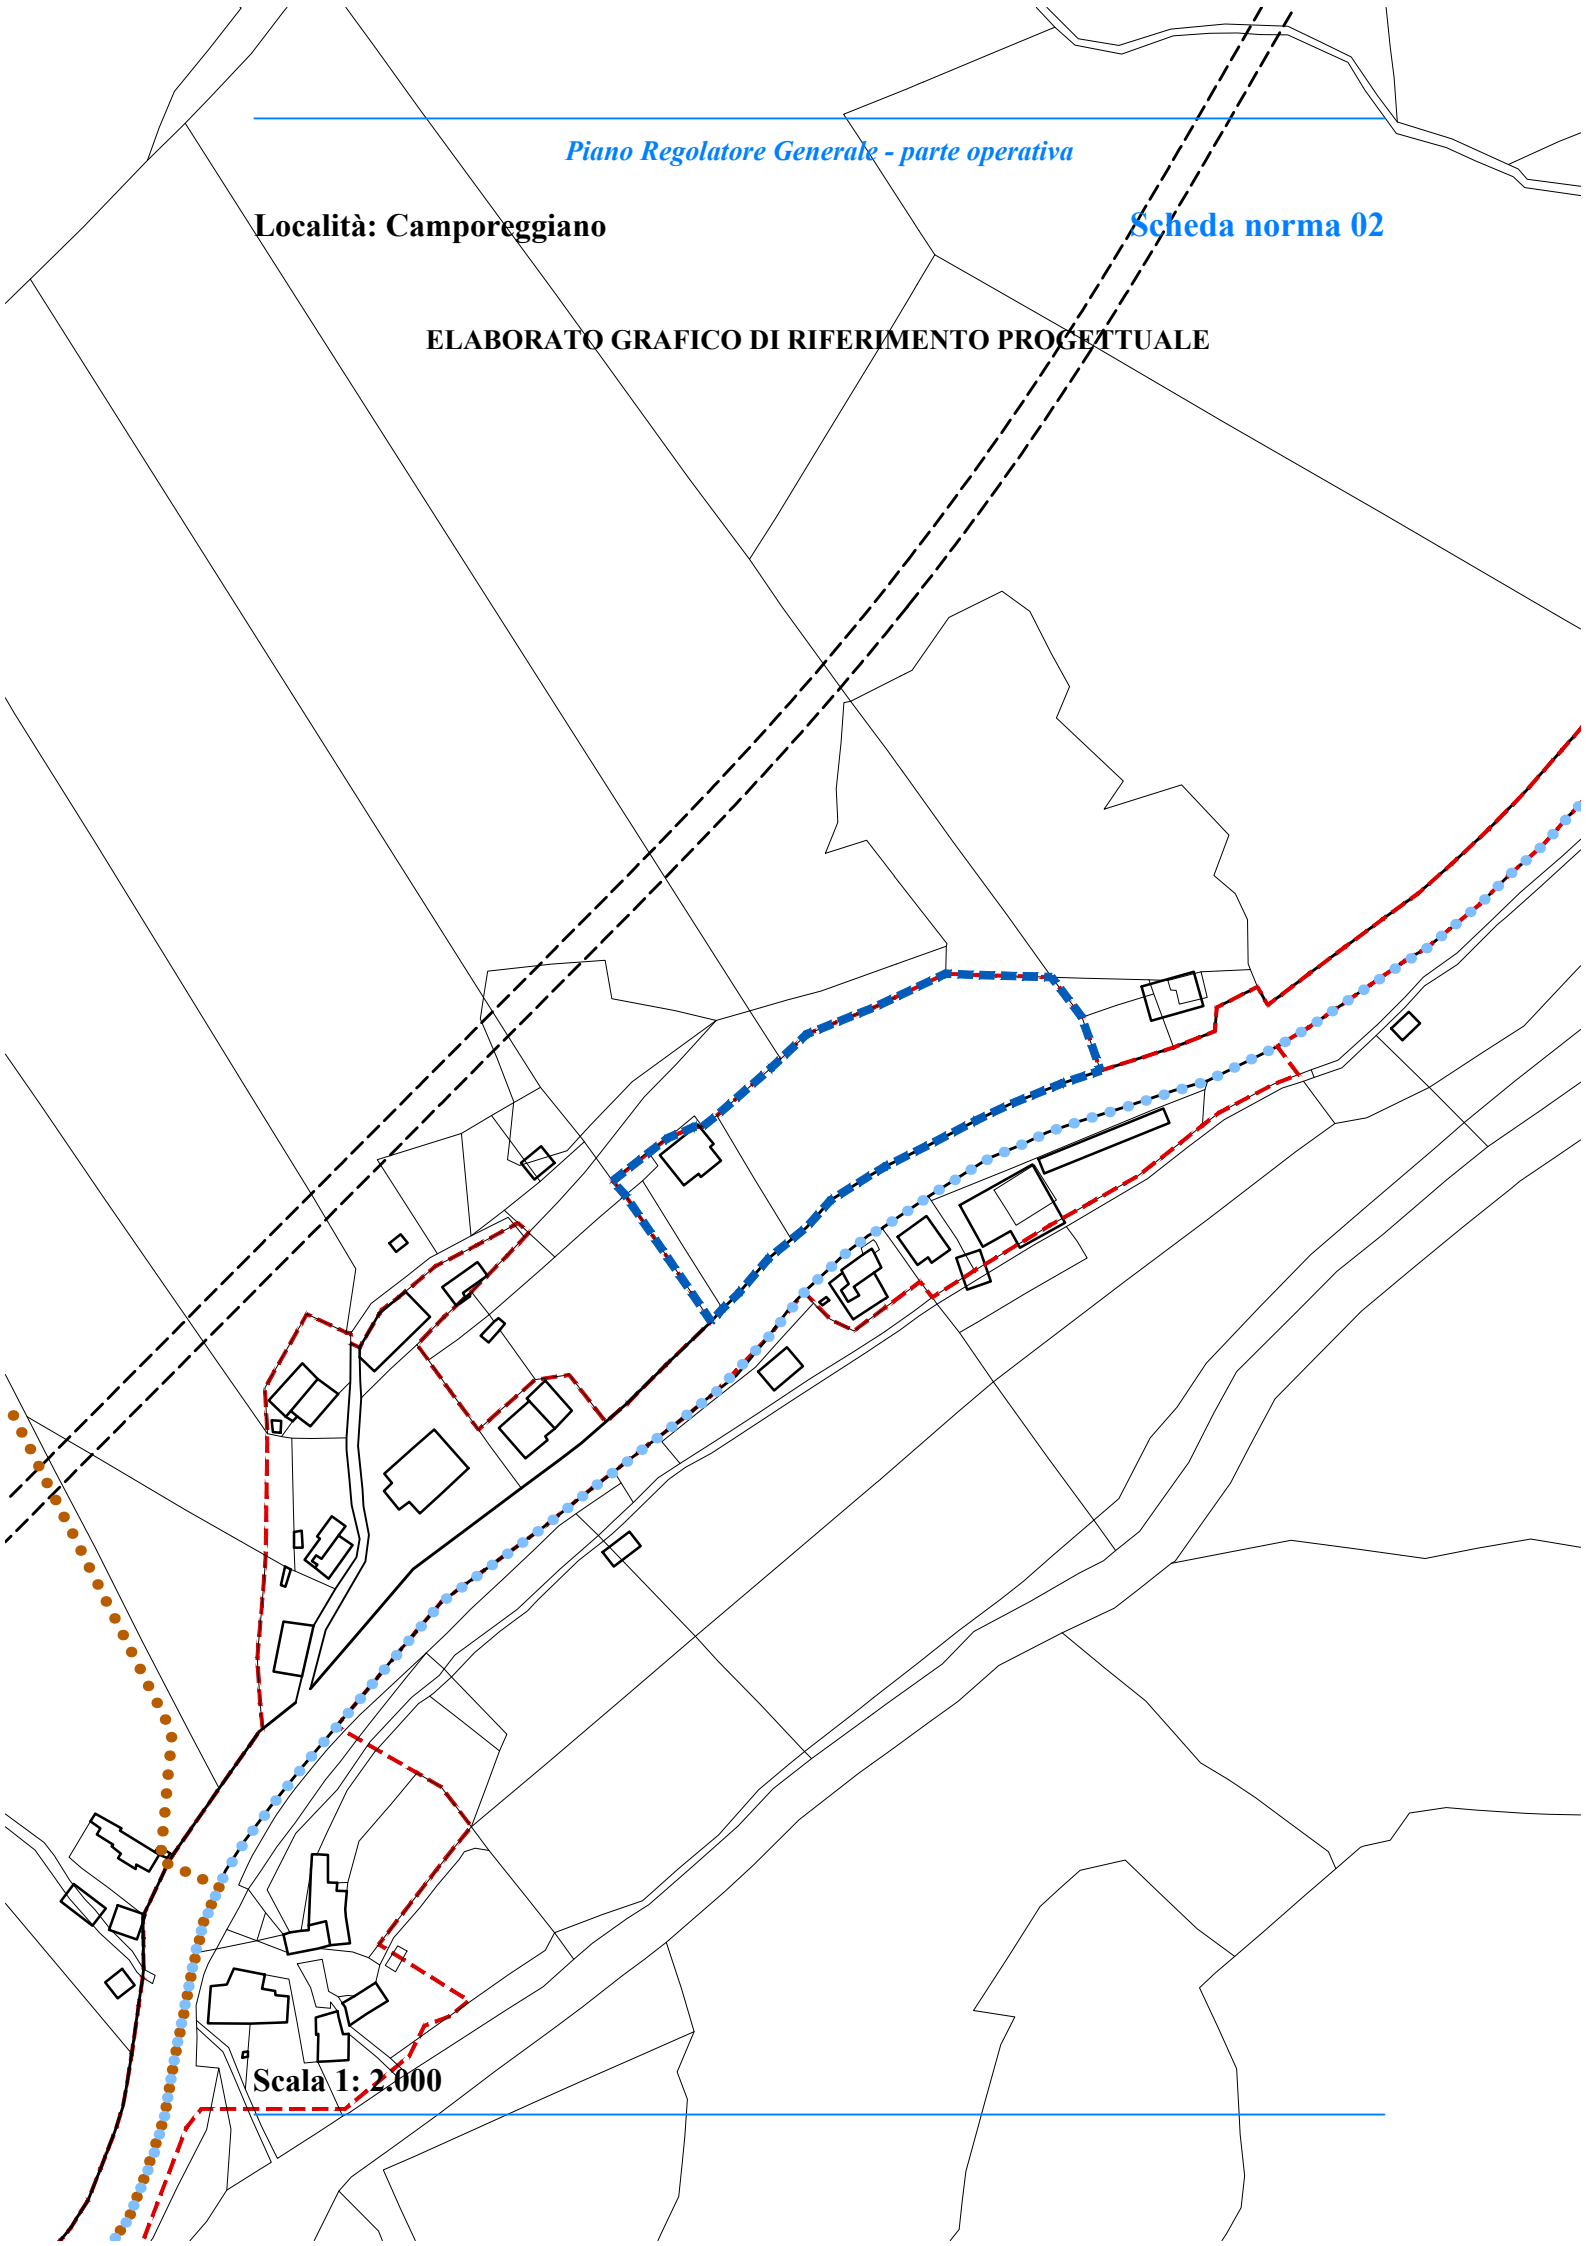 Piano Regolatore Generale - parte operativa
Località: Camporeggiano
Scheda norma 02
ELABORATO GRAFICO DI RIFERIMENTO PROGETTUALE
Scala 1: 2.000